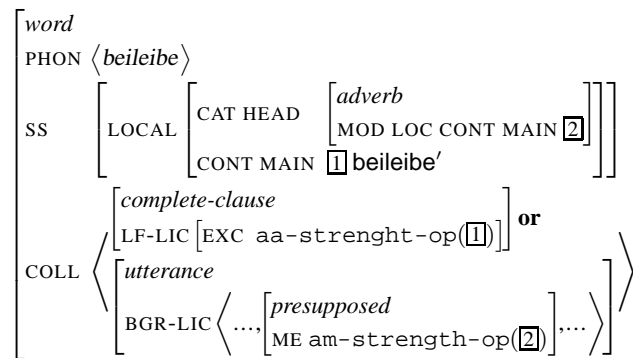 word
PHON ⟨beileibe⟩
adverb
SS LOCAL CAT HEAD MOD LOC CONT MAIN 2
CONT MAIN 1 beileibe′
complete-clause
LF-LIC [EXC aa-strenght-op(1)] or
COLL ⟨ utterance
presupposed
BGR-LIC ⟨ ..., ME am-strength-op(2) ,... ⟩ ⟩